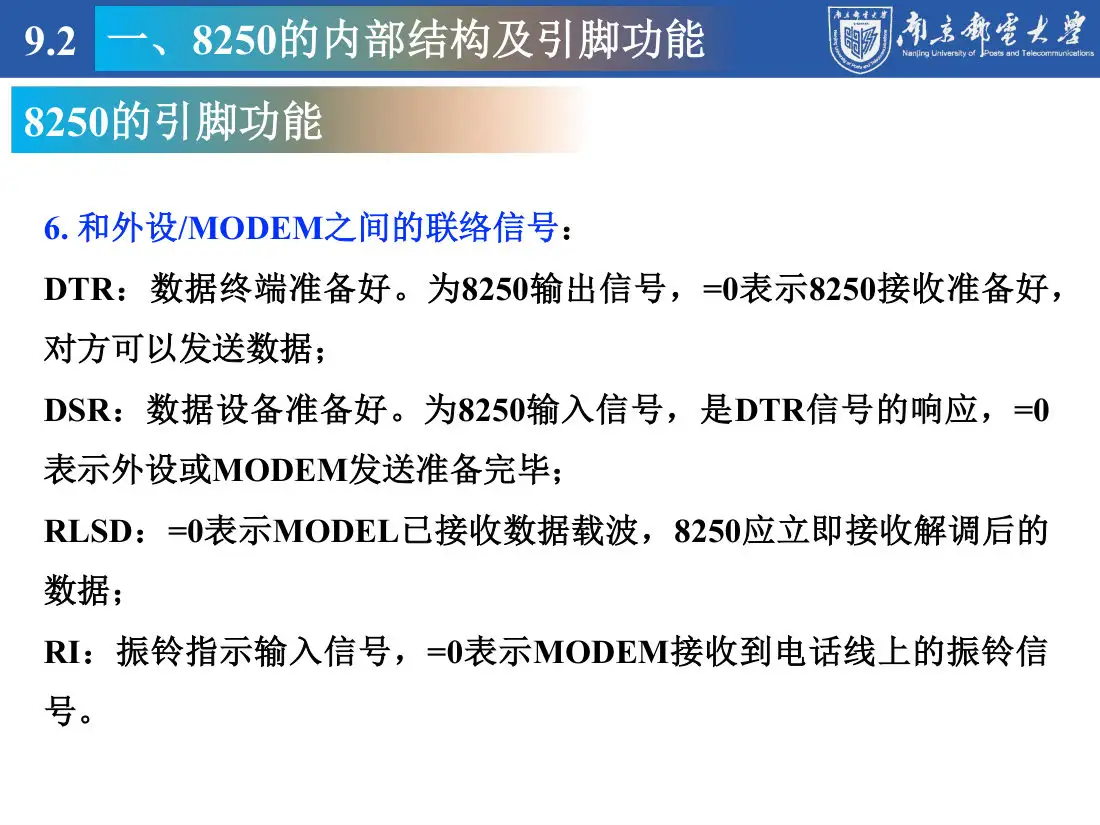 9.2 一、8250的内部结构及引脚功能
南京邮电大学
Nanjing University of Posts and Telecommunications
8250的引脚功能
6. 和外设/MODEM之间的联络信号：
DTR：数据终端准备好。为8250输出信号，=0表示8250接收准备好，
对方可以发送数据；
DSR：数据设备准备好。为8250输入信号，是DTR信号的响应，=0
表示外设或MODEM发送准备完毕；
RLSD：=0表示MODEL已接收数据载波，8250应立即接收解调后的
数据；
RI：振铃指示输入信号，=0表示MODEM接收到电话线上的振铃信
号。